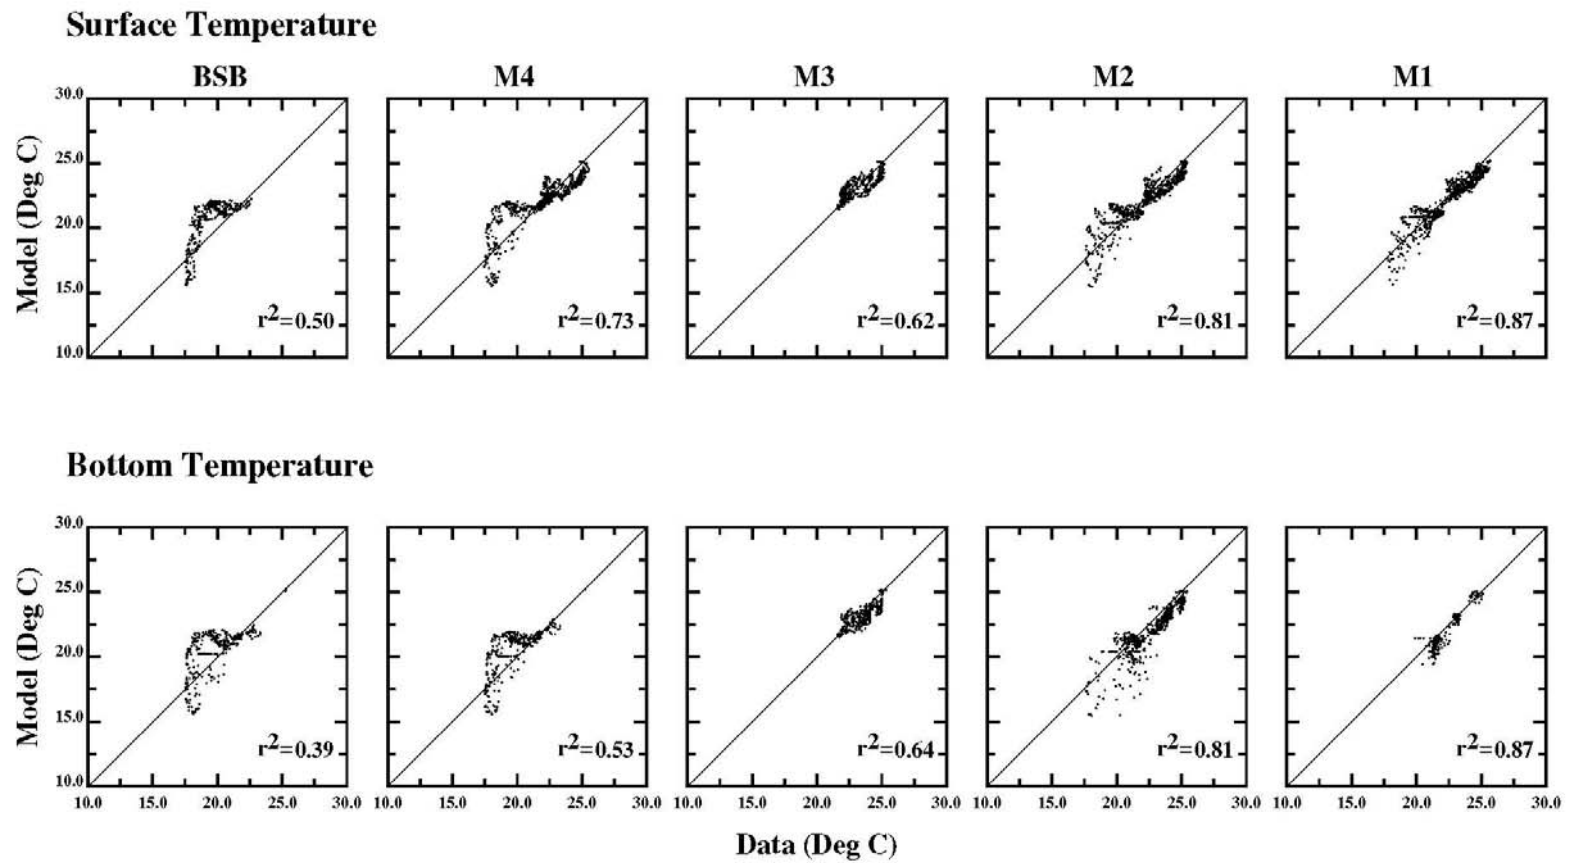 Surface Temperature
BSB M4 M3 M2 M1
30.0
25.0
20.0
15.0
10.0
Model (Deg C)
r²=0.50 r²=0.73 r²=0.62 r²=0.81 r²=0.87
Bottom Temperature
30.0
25.0
20.0
15.0
10.0
Model (Deg C)
r²=0.39 r²=0.53 r²=0.64 r²=0.81 r²=0.87
10.0 15.0 20.0 25.0 30.0 10.0 15.0 20.0 25.0 30.0 10.0 15.0 20.0 25.0 30.0 10.0 15.0 20.0 25.0 30.0 10.0 15.0 20.0 25.0 30.0
Data (Deg C)